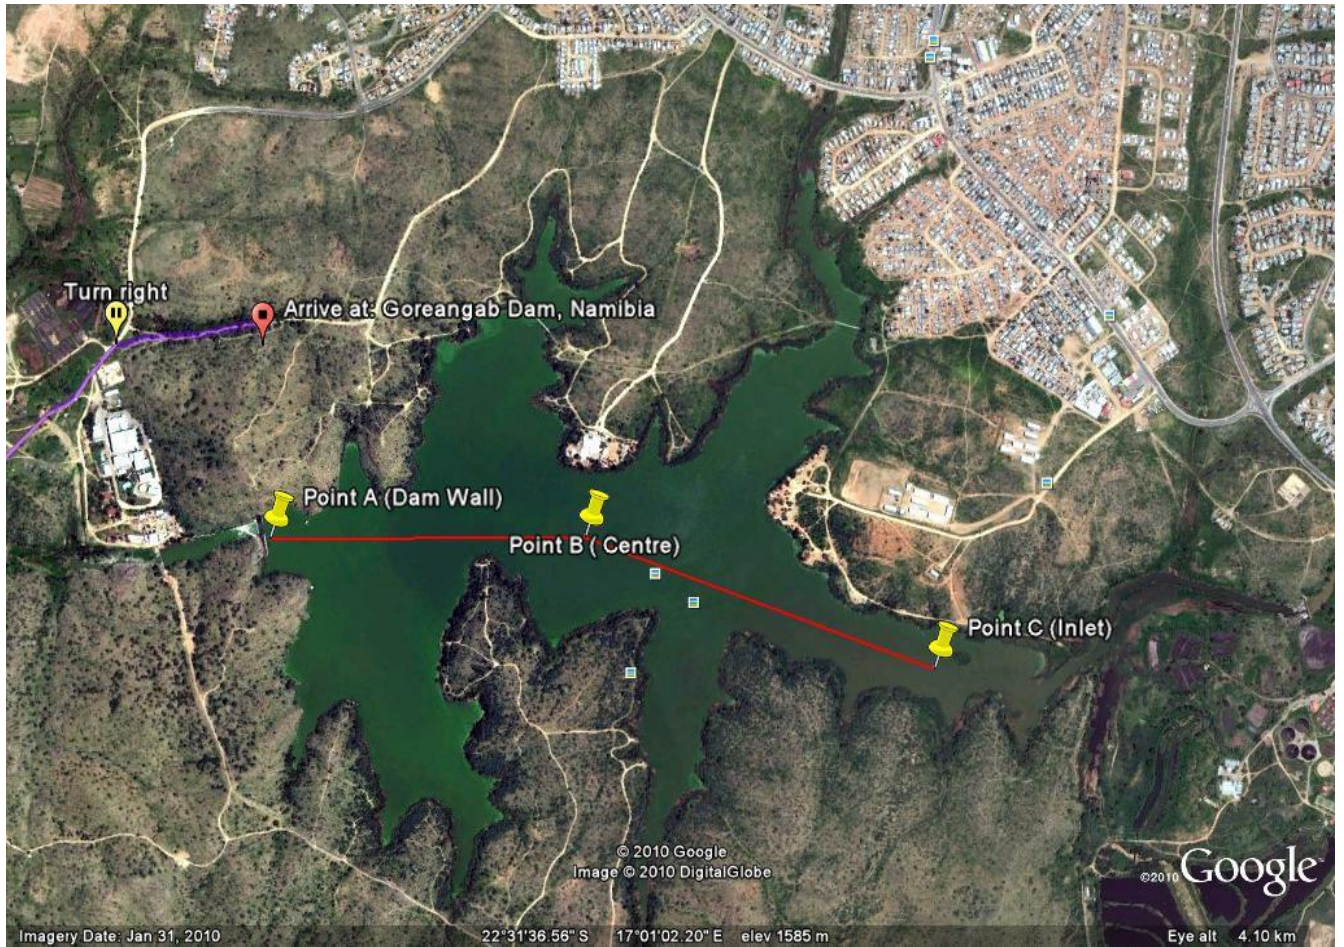 Turn right
Arrive at: Goreangab Dam, Namibia
Point A (Dam Wall)
Point B ( Centre)
Point C (Inlet)
© 2010 Google
Image © 2010 DigitalGlobe
©2010 Google
Imagery Date: Jan 31, 2010 22°31'36.56" S 17°01'02.20" E elev 1585 m Eye alt 4.10 km